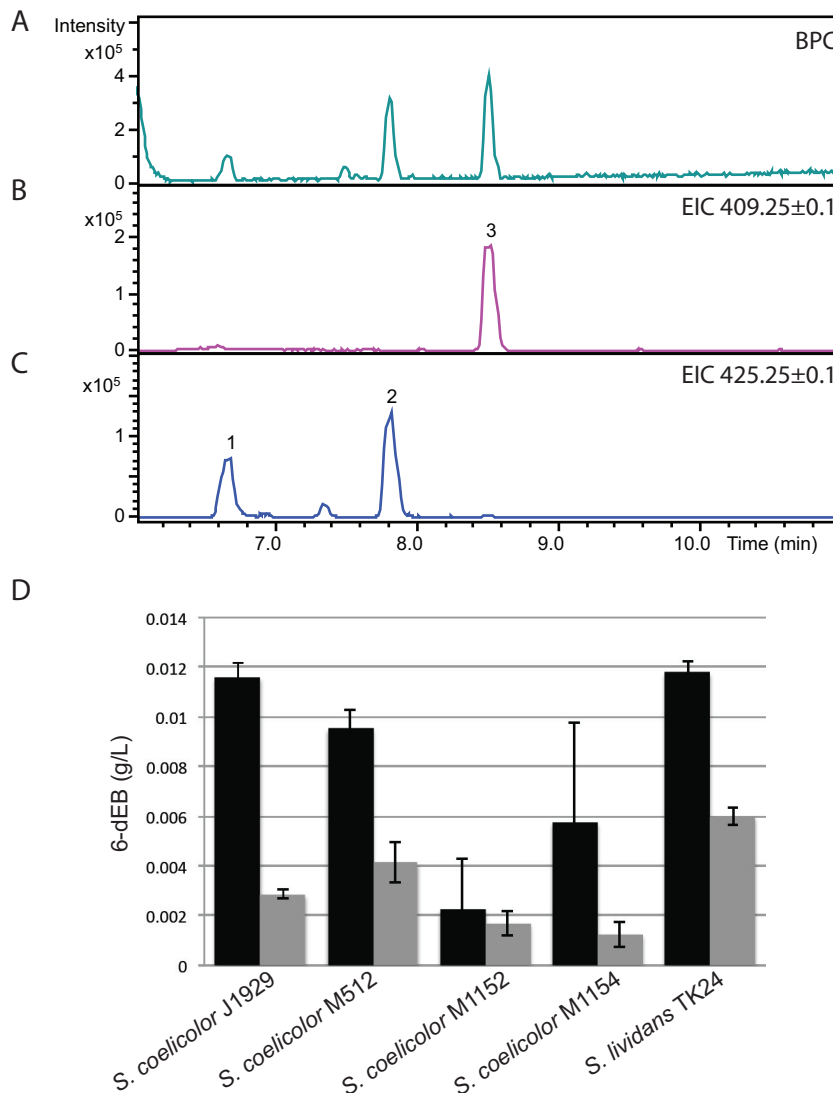 A
Intensity
x10⁵
4
2
0
BPC
B
x10⁵
2
1
0
EIC 409.25±0.1
3
C
x10⁵
1
0
EIC 425.25±0.1
1
2
7.0 8.0 9.0 10.0 Time (min)
D
6-dEB (g/L)
0.014
0.012
0.01
0.008
0.006
0.004
0.002
0
S. coelicolor J1929
S. coelicolor M512
S. coelicolor M1152
S. coelicolor M1154
S. lividans TK24